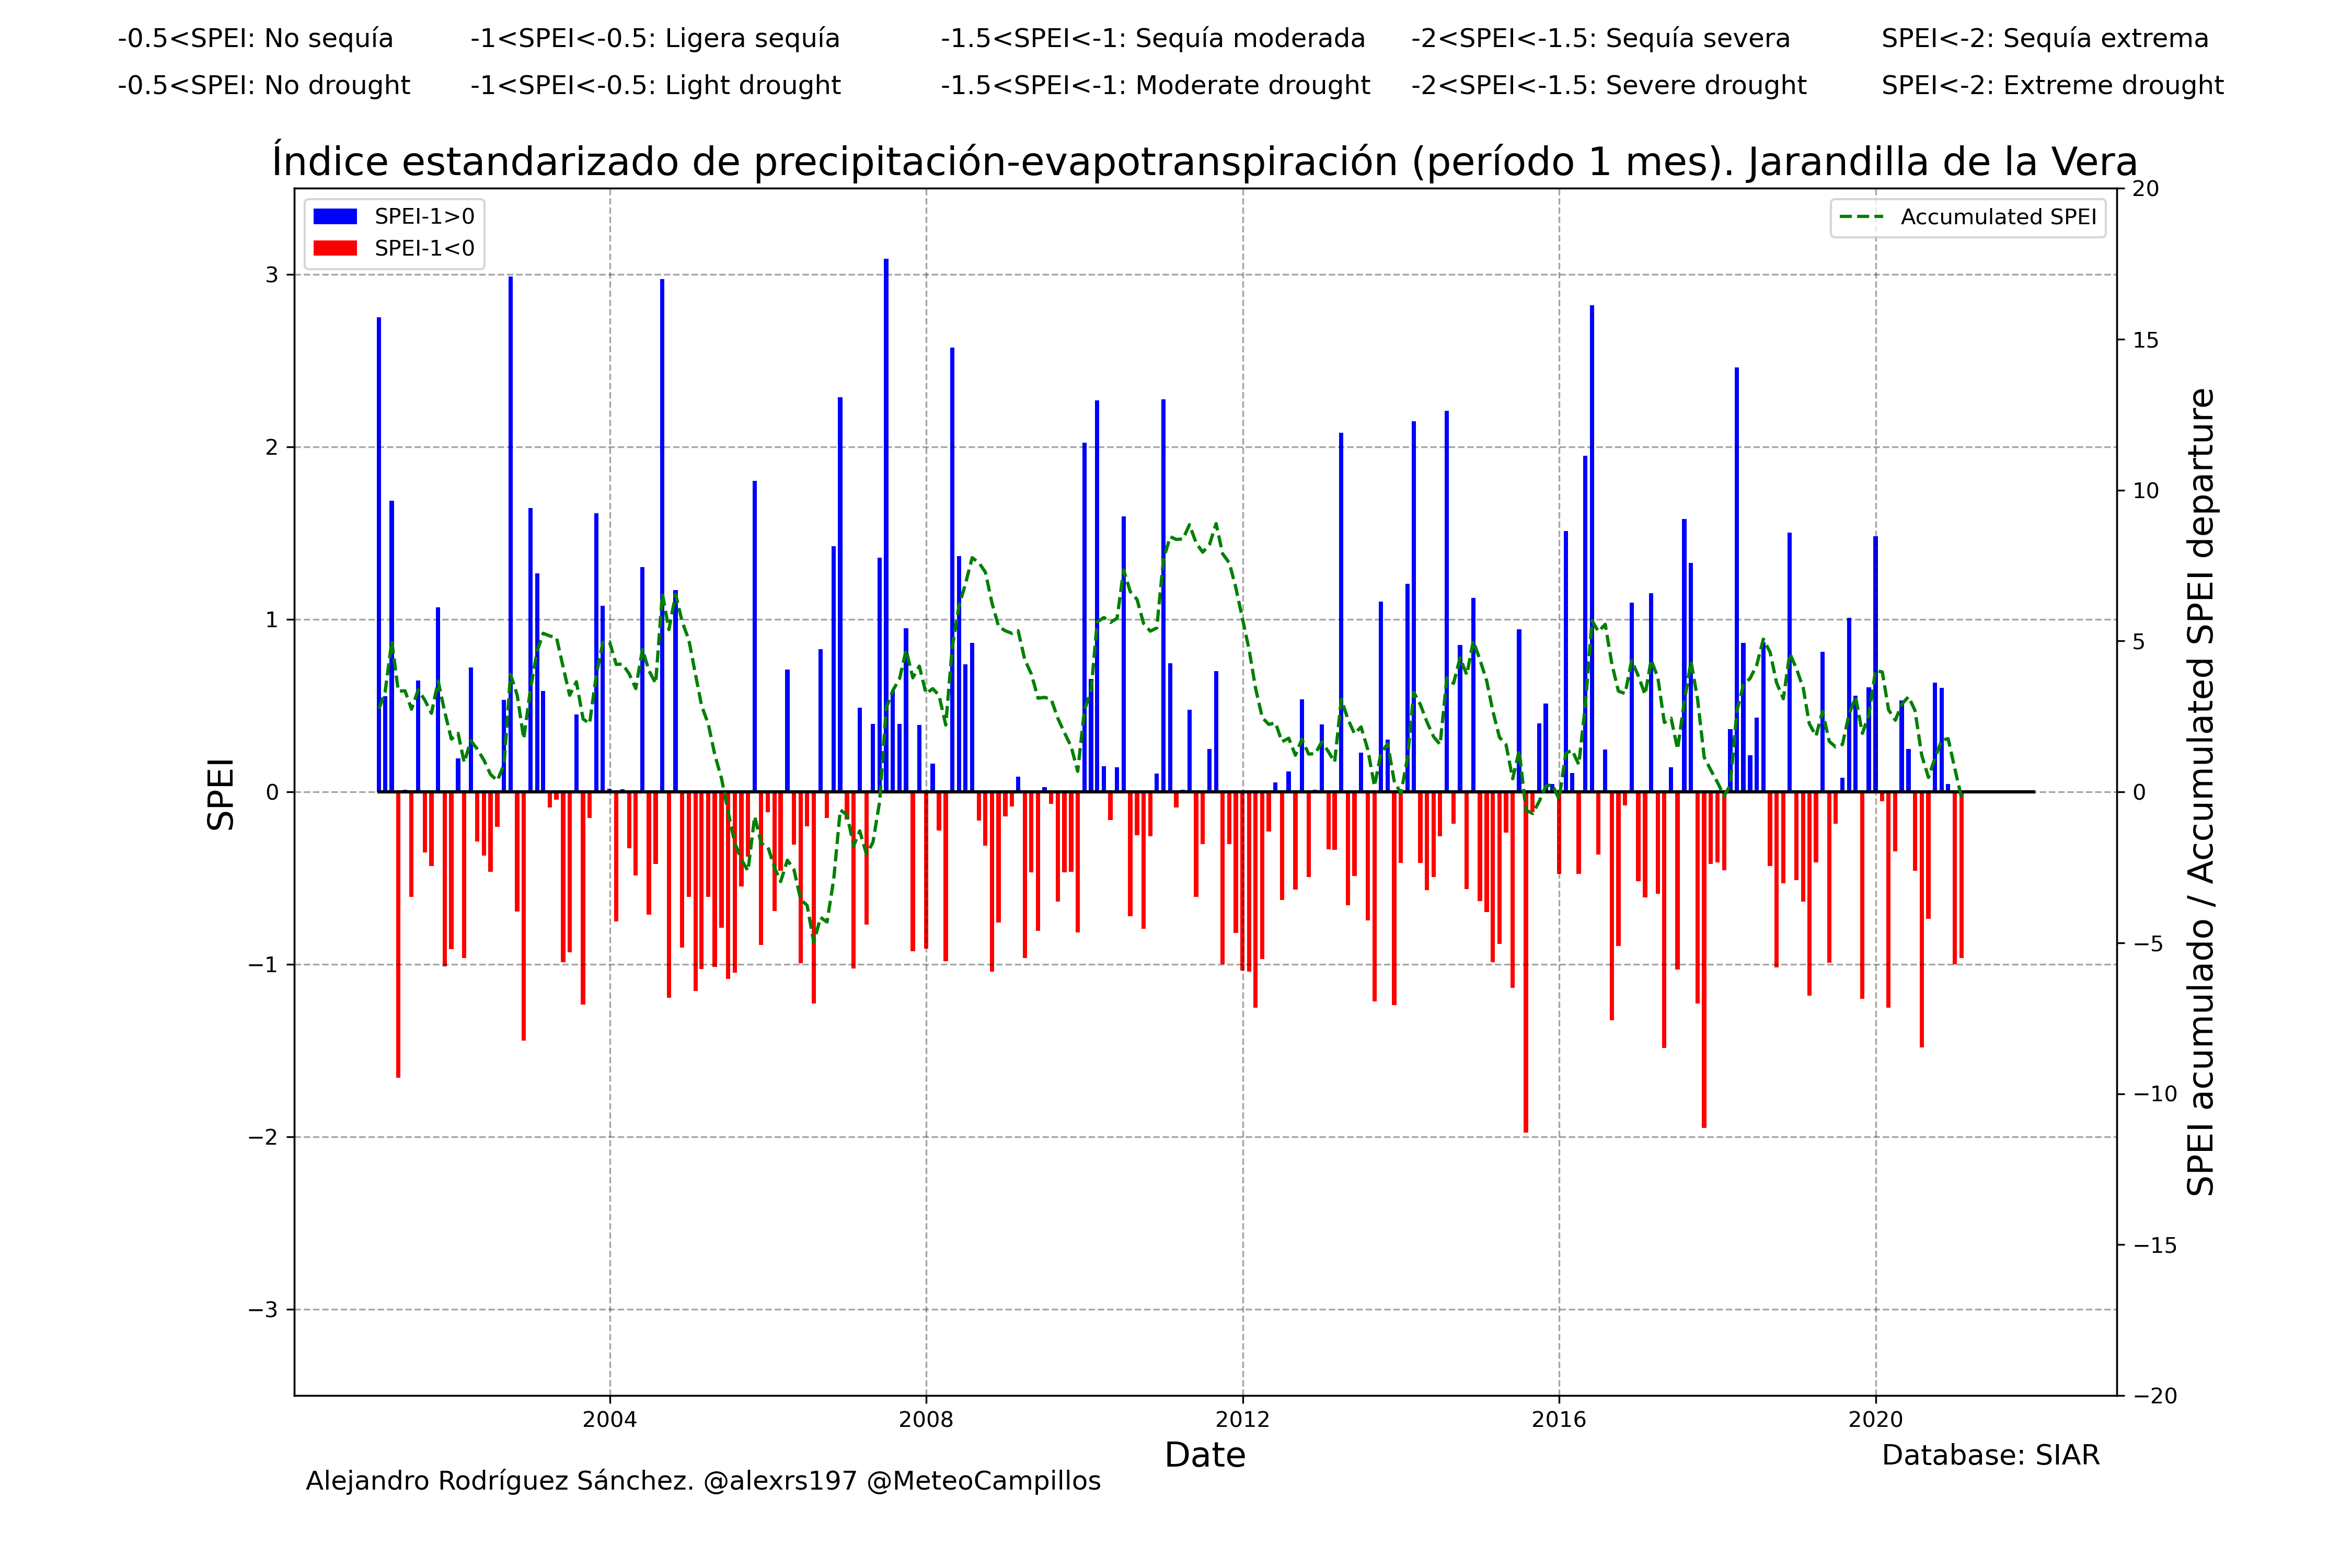 -0.5<SPEI: No sequía -1<SPEI<-0.5: Ligera sequía -1.5<SPEI<-1: Sequía moderada -2<SPEI<-1.5: Sequía severa SPEI<-2: Sequía extrema
-0.5<SPEI: No drought -1<SPEI<-0.5: Light drought -1.5<SPEI<-1: Moderate drought -2<SPEI<-1.5: Severe drought SPEI<-2: Extreme drought
Índice estandarizado de precipitación-evapotranspiración (período 1 mes). Jarandilla de la Vera
SPEI-1>0
SPEI-1<0
Accumulated SPEI
SPEI
3
2
1
0
−1
−2
−3
20
15
10
5
0
−5
−10
−15
−20
SPEI acumulado / Accumulated SPEI departure
2004 2008 2012 2016 2020
Date
Database: SIAR
Alejandro Rodríguez Sánchez. @alexrs197 @MeteoCampillos